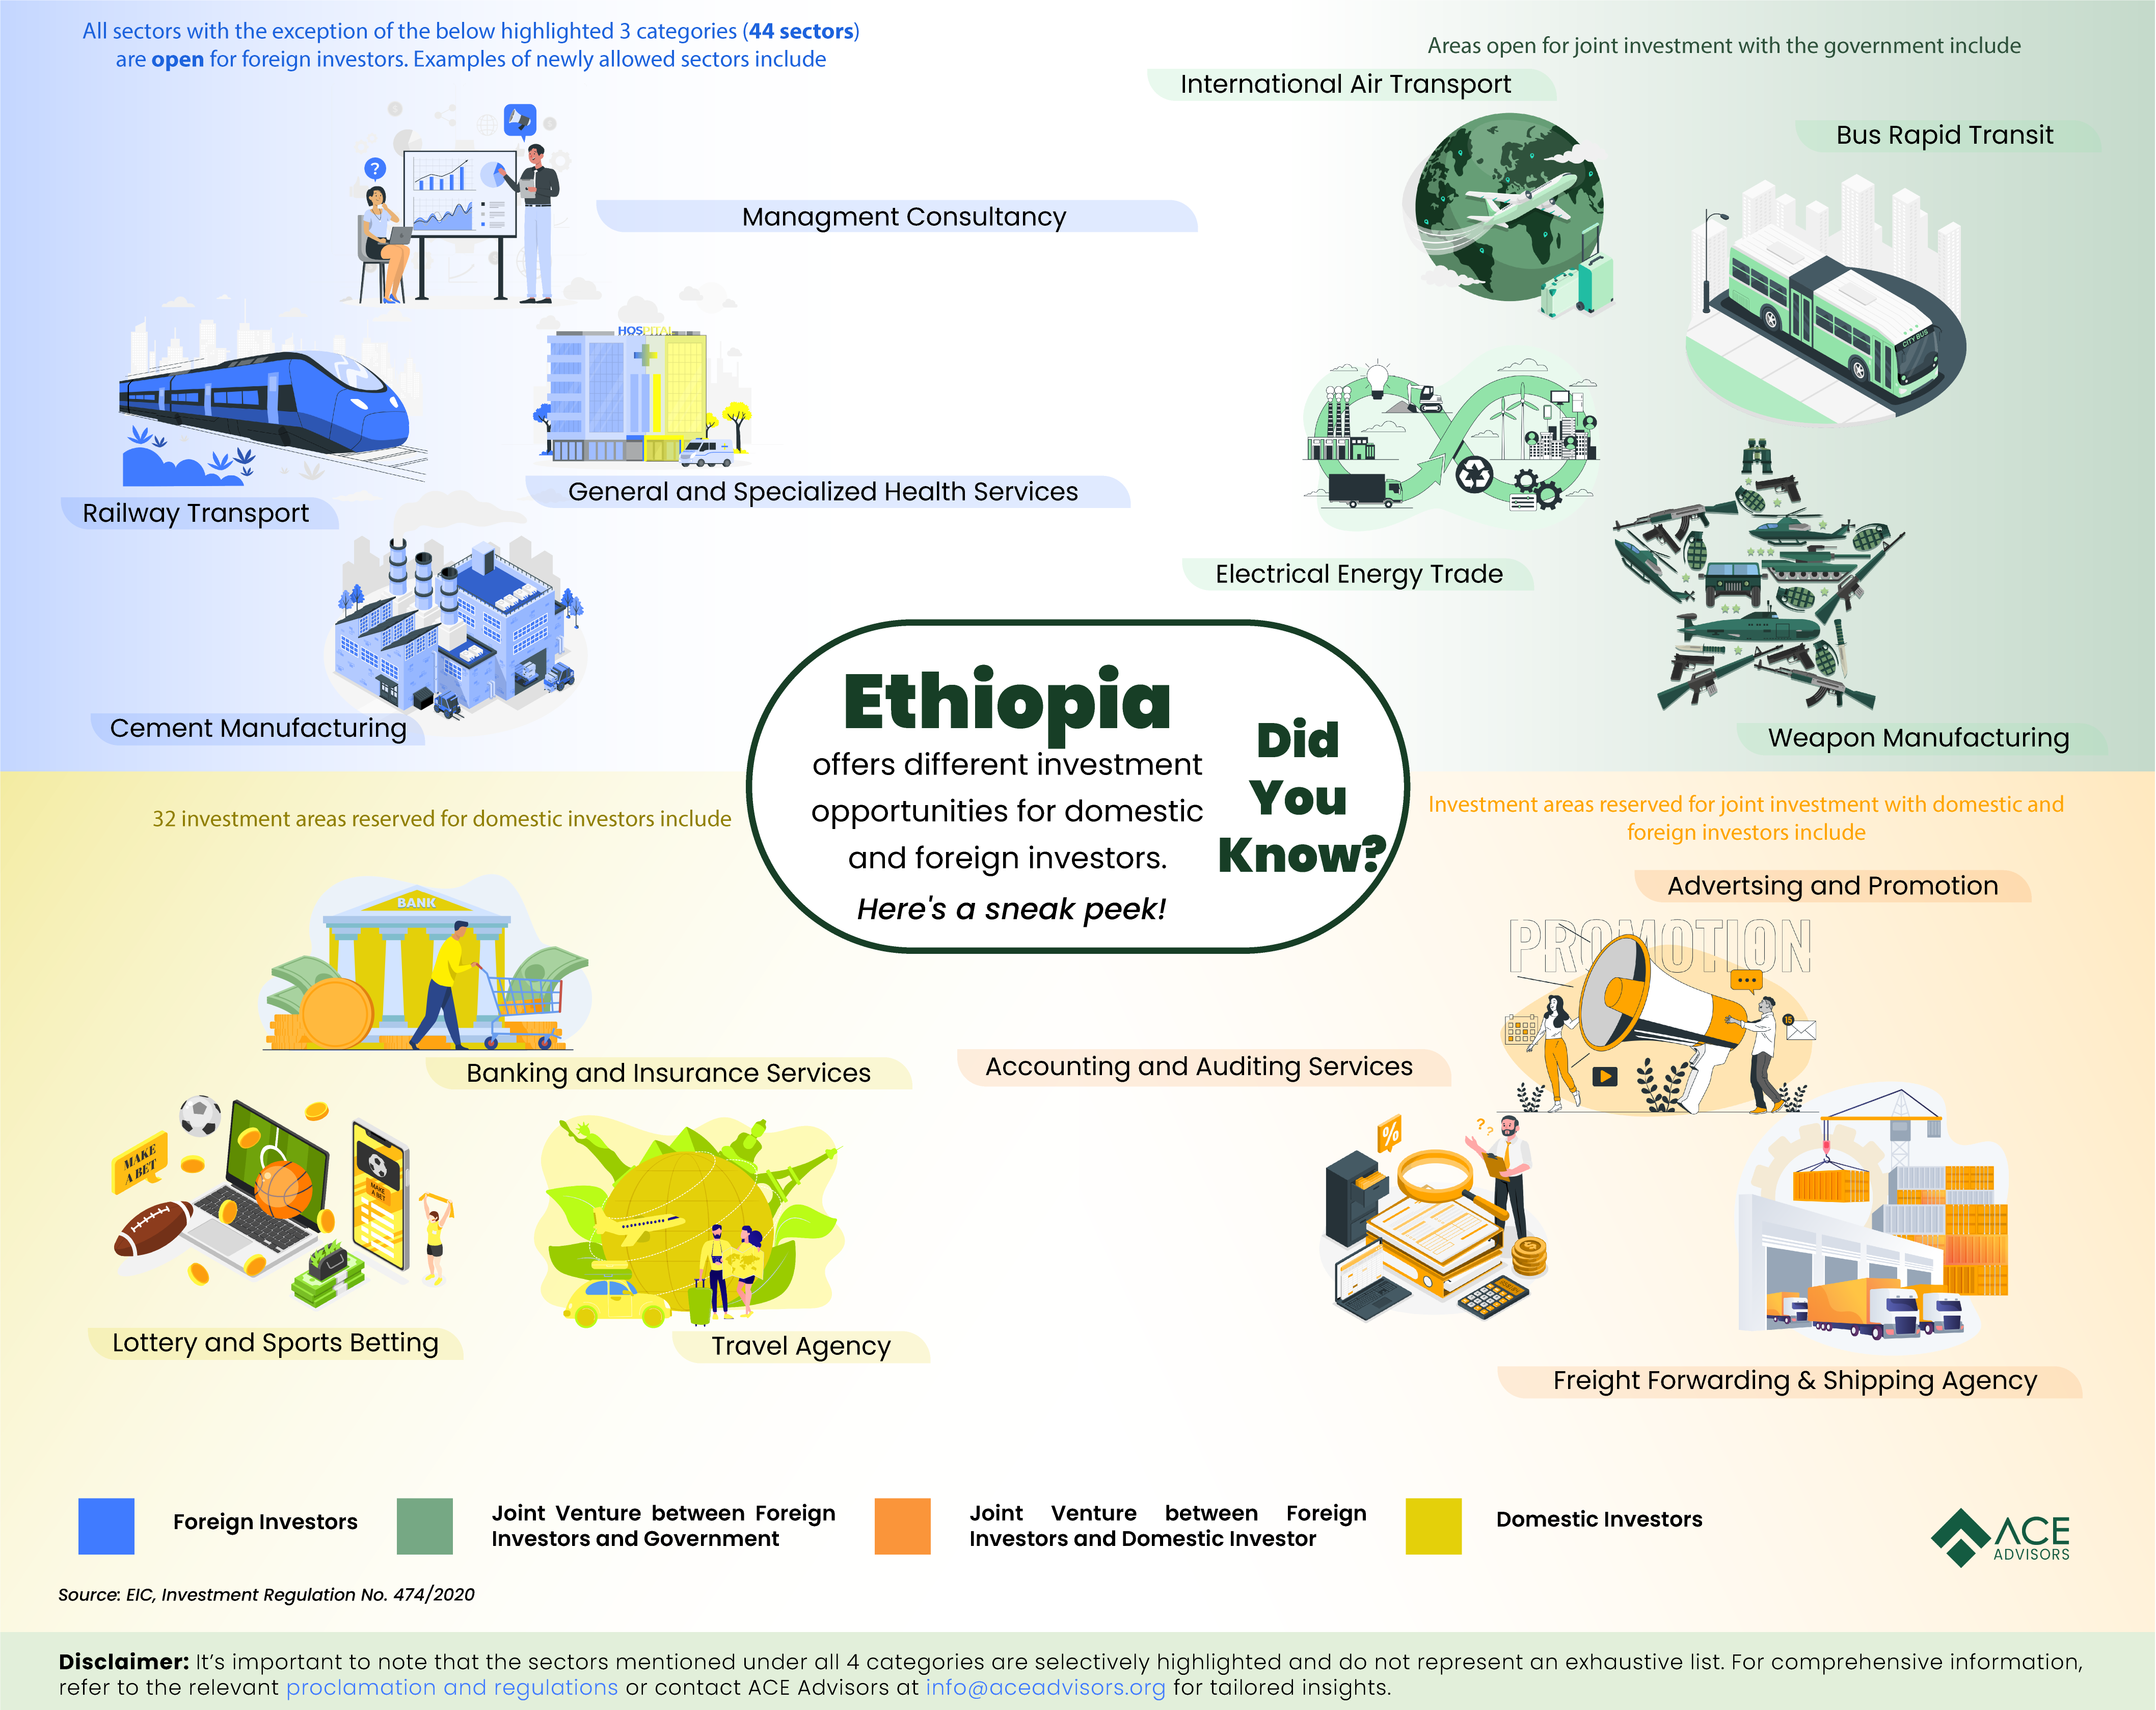 All sectors with the exception of the below highlighted 3 categories (44 sectors)
are open for foreign investors. Examples of newly allowed sectors include
Managment Consultancy
?
HOSPITAL
Railway Transport
General and Specialized Health Services
Cement Manufacturing
Areas open for joint investment with the government include
International Air Transport
Bus Rapid Transit
CITY BUS
Electrical Energy Trade
Weapon Manufacturing
Ethiopia
offers different investment
opportunities for domestic
and foreign investors.
Here's a sneak peek!
Did
You
Know?
32 investment areas reserved for domestic investors include
BANK
Banking and Insurance Services
MAKE
A BET
MAKE
A BET
Lottery and Sports Betting
Travel Agency
Investment areas reserved for joint investment with domestic and
foreign investors include
Advertsing and Promotion
PROMOTION
15
Accounting and Auditing Services
%
??
Freight Forwarding & Shipping Agency
Foreign Investors
Joint Venture between Foreign
Investors and Government
Joint Venture between Foreign
Investors and Domestic Investor
Domestic Investors
ACE
ADVISORS
Source: EIC, Investment Regulation No. 474/2020
Disclaimer: It’s important to note that the sectors mentioned under all 4 categories are selectively highlighted and do not represent an exhaustive list. For comprehensive information,
refer to the relevant proclamation and regulations or contact ACE Advisors at info@aceadvisors.org for tailored insights.